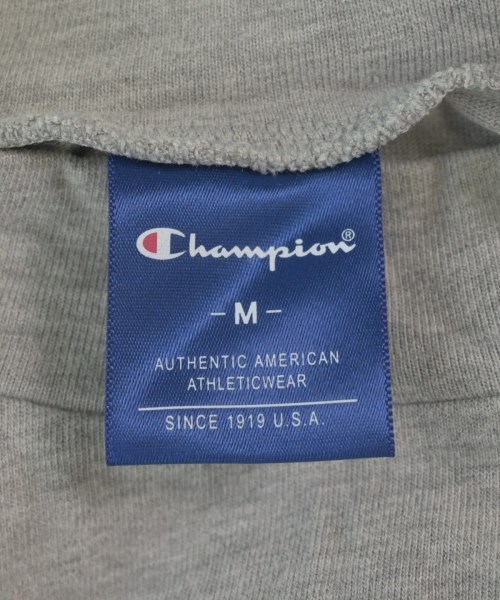 Champion®
-M-
AUTHENTIC AMERICAN
ATHLETICWEAR
SINCE 1919 U.S.A.